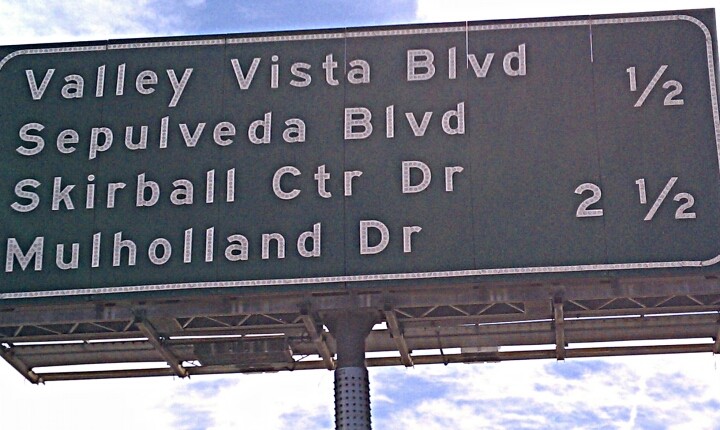 Valley Vista Blvd
Sepulveda Blvd 1/2
Skirball Ctr Dr
Mulholland Dr 2 1/2